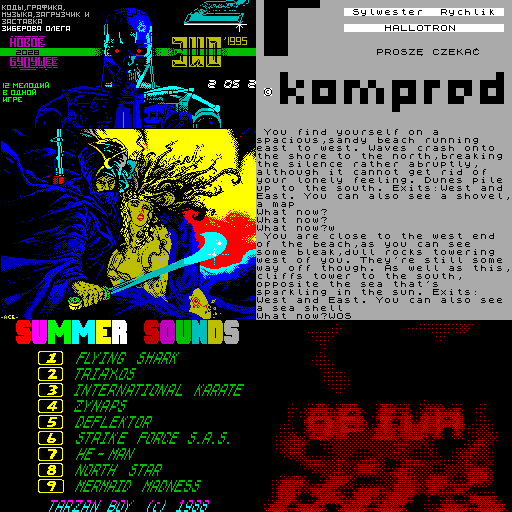 КОДЫ,ГРАФИКА,
МУЗЫКА,ЗАГРУЗЧИК И
ЗАСТАВКА
ЗИБЕРОВА ОЛЕГА
НОВОЕ
2029
БУДУЩЕЕ
1995
12 МЕЛОДИЙ
В ОДНОЙ
ИГРЕ
-ACE-
SUMMER SOUNDS
1 FLYING SHARK
2 TRIAXOS
3 INTERNATIONAL KARATE
4 ZYNAPS
5 DEFLEKTOR
6 STRIKE FORCE S.A.S.
7 HE-MAN
8 NORTH STAR
9 MERMAID MADNESS
TARZAN BOY (C) 1988
Sylwester Rychlik
HALLOTRON
PROSZĘ CZEKAĆ
© kompred
You find yourself on a
spacious,sandy beach running
east to west. Waves crash onto
the shore to the north,breaking
the silence rather abruptly,
although it cannot get rid of
your lonely feeling. Dunes pile
up to the south. Exits:West and
East. You can also see a shovel,
a map
What now?
What now?
What now?w
You are close to the west end
of the beach,as you can see
some bleak,dull rocks towering
west of you. They're still some
way off though. As well as this,
cliffs tower to the south,
opposite the sea that's
sparkling in the sun. Exits:
West and East. You can also see
a sea shell
What now?WOS